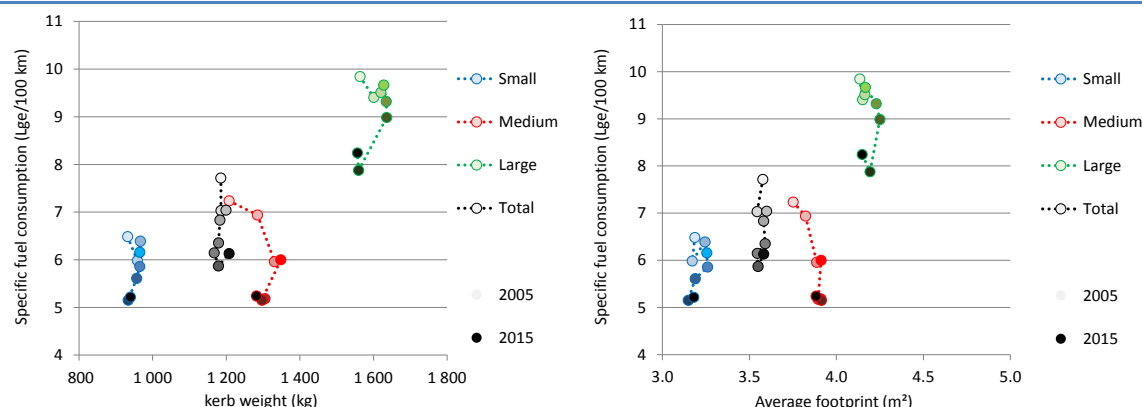 Specific fuel consumption (Lge/100 km)
11
10
9
8
7
6
5
4
800
1 000
1 200
1 400
1 600
1 800
kerb weight (kg)
Small
Medium
Large
Total
2005
2015
Specific fuel consumption (Lge/100 km)
11
10
9
8
7
6
5
4
3.0
3.5
4.0
4.5
5.0
Average footprint (m²)
Small
Medium
Large
Total
2005
2015